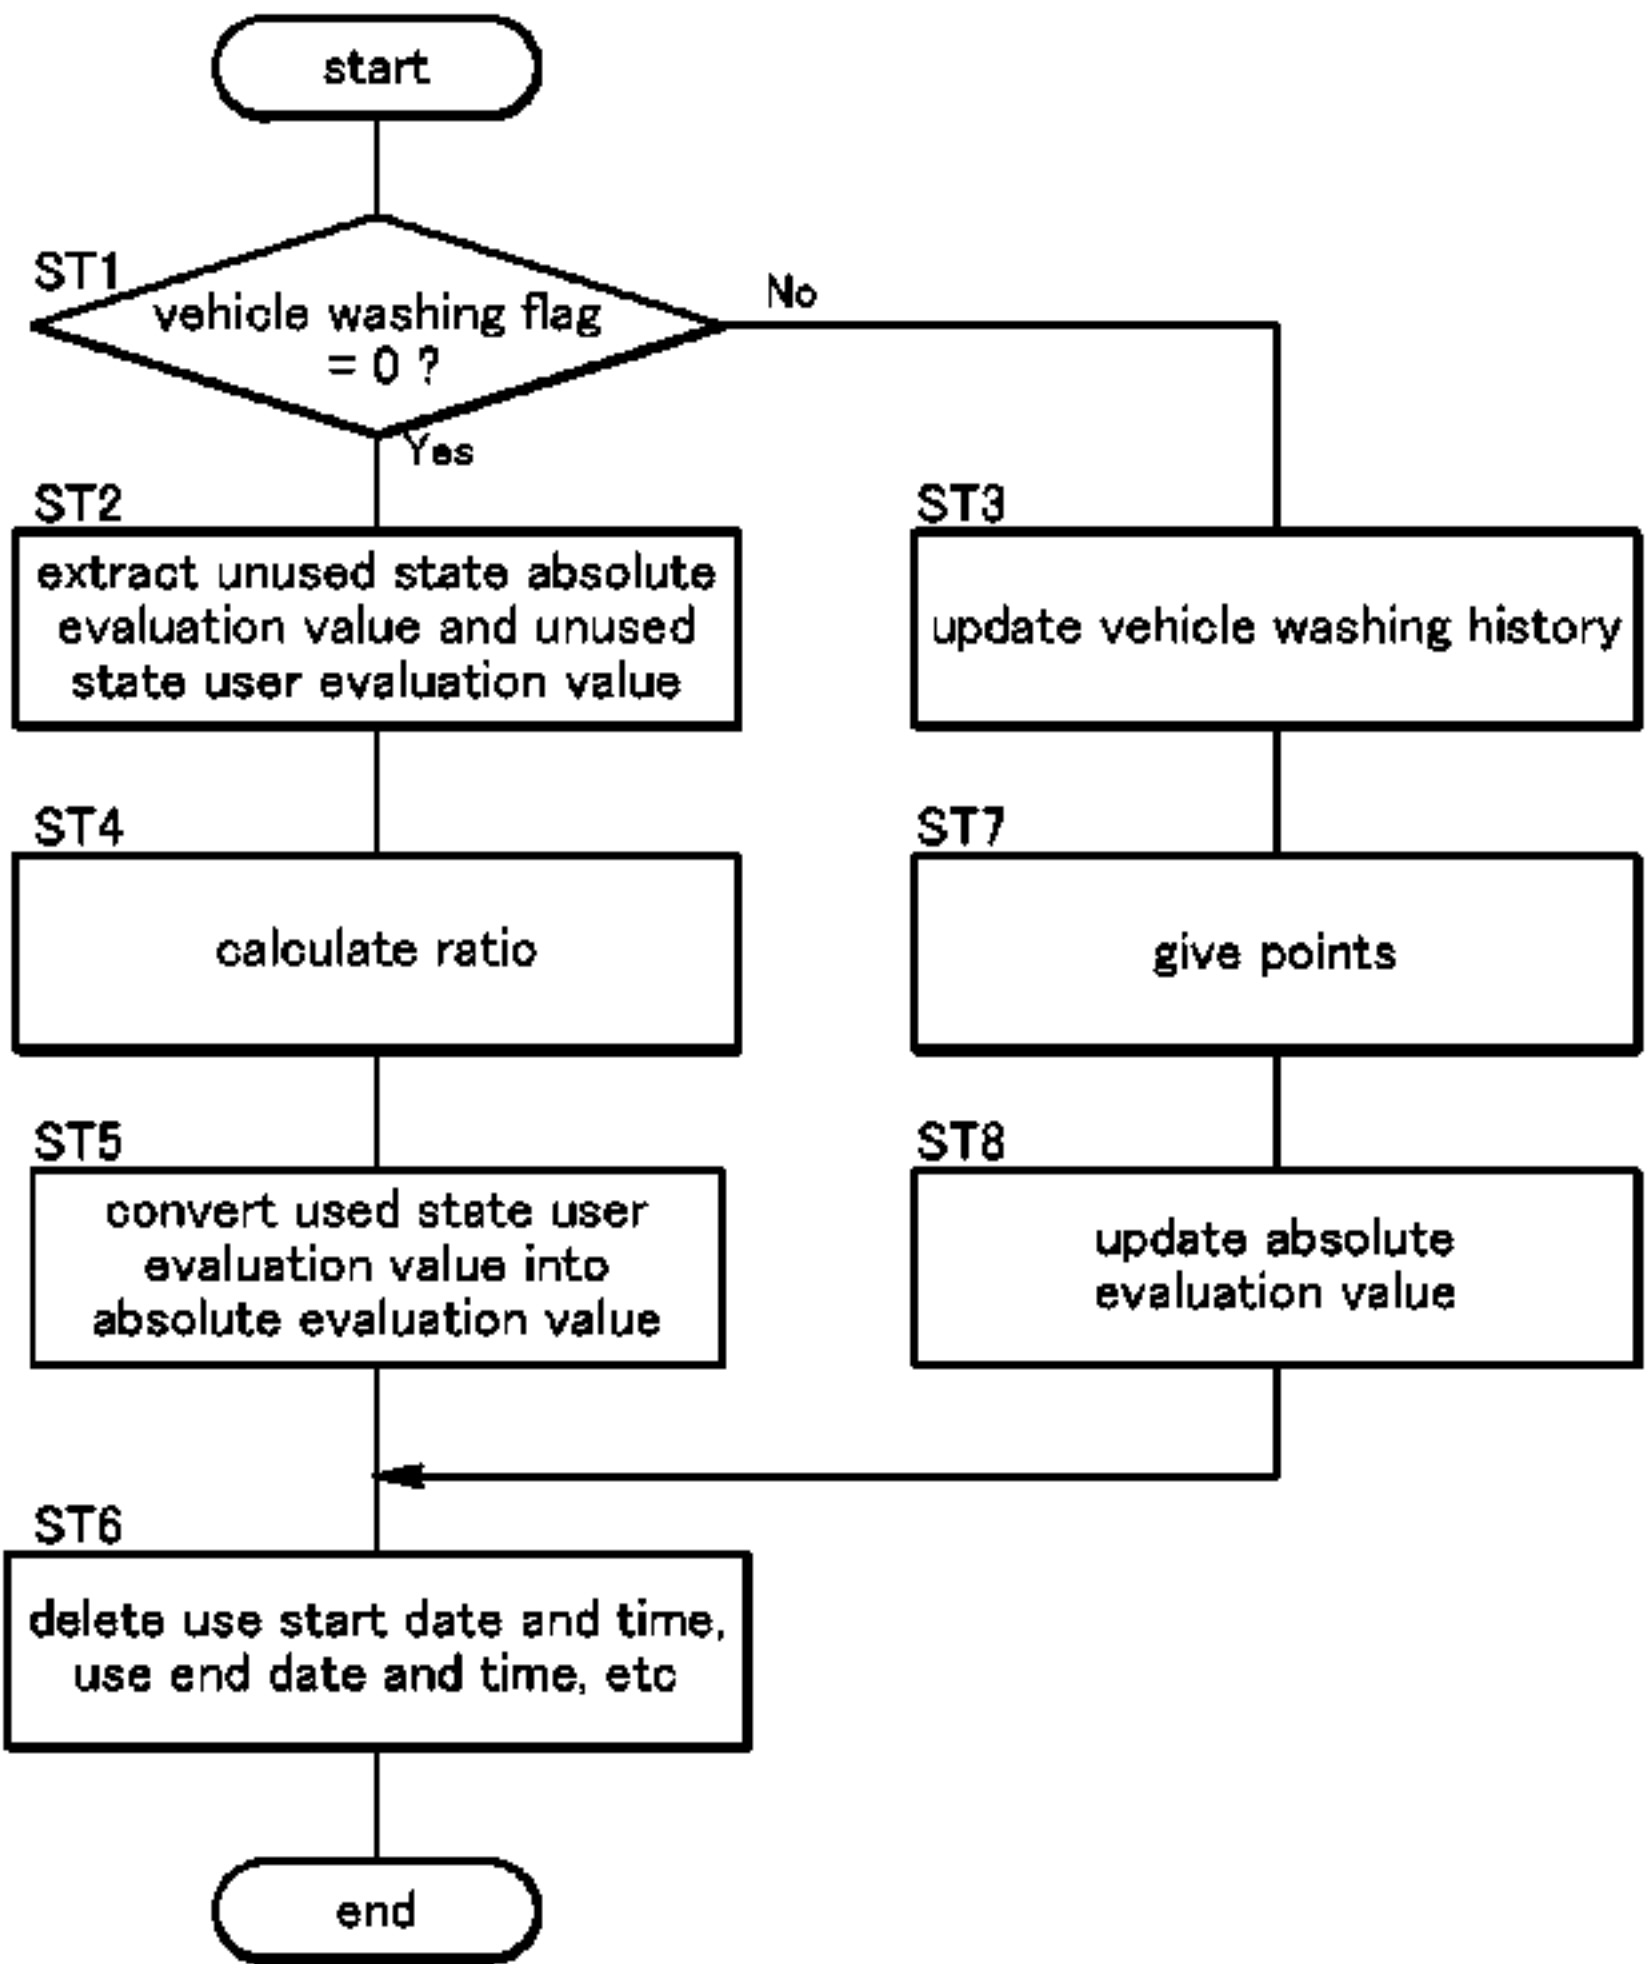 start
ST1
vehicle washing flag
= 0 ?
No
Yes
ST2
extract unused state absolute
evaluation value and unused
state user evaluation value
ST3
update vehicle washing history
ST4
calculate ratio
ST7
give points
ST5
convert used state user
evaluation value into
absolute evaluation value
ST8
update absolute
evaluation value
ST6
delete use start date and time,
use end date and time, etc
end